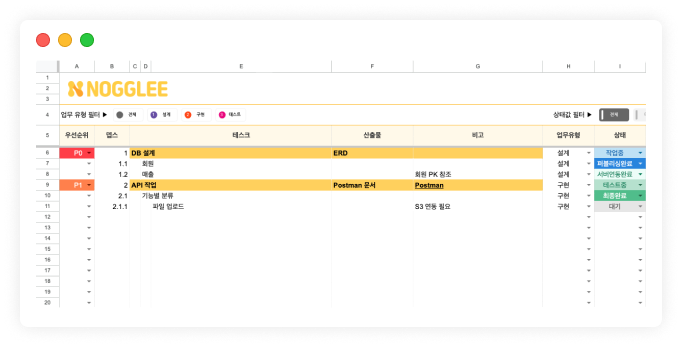 A B C D E F G H I
1
2 NOGGLEE
3
4 업무 유형 필터 ▶ 전체 1 설계 2 구현 3 테스트 상태값 필터 ▶ 전체
5 우선순위 뎁스 테스크 산출물 비고 업무유형 상태
6 P0 1 DB 설계 ERD 설계 작업중
7 1.1 회원 설계 퍼블리싱완료
8 1.2 매출 회원 PK 참조 설계 서버연동완료
9 P1 2 API 작업 Postman 문서 Postman 구현 테스트중
10 2.1 기능별 분류 구현 최종완료
11 2.1.1 파일 업로드 S3 연동 필요 구현 대기
12
13
14
15
16
17
18
19
20